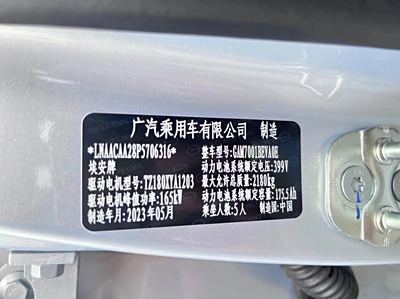 广汽乘用车有限公司 制造
*LNAACAA28P5706316* 整车型号:GAM7001BEVA0E
埃安牌 动力电池系统额定电压:399V
最大允许总质量:2180kg
驱动电机型号:TZ180XYA1203 动力电池系统额定容量:175.5Ah
驱动电机峰值功率:165kW 乘坐人数:5人
制造年月:2023年05月 制造国:中国